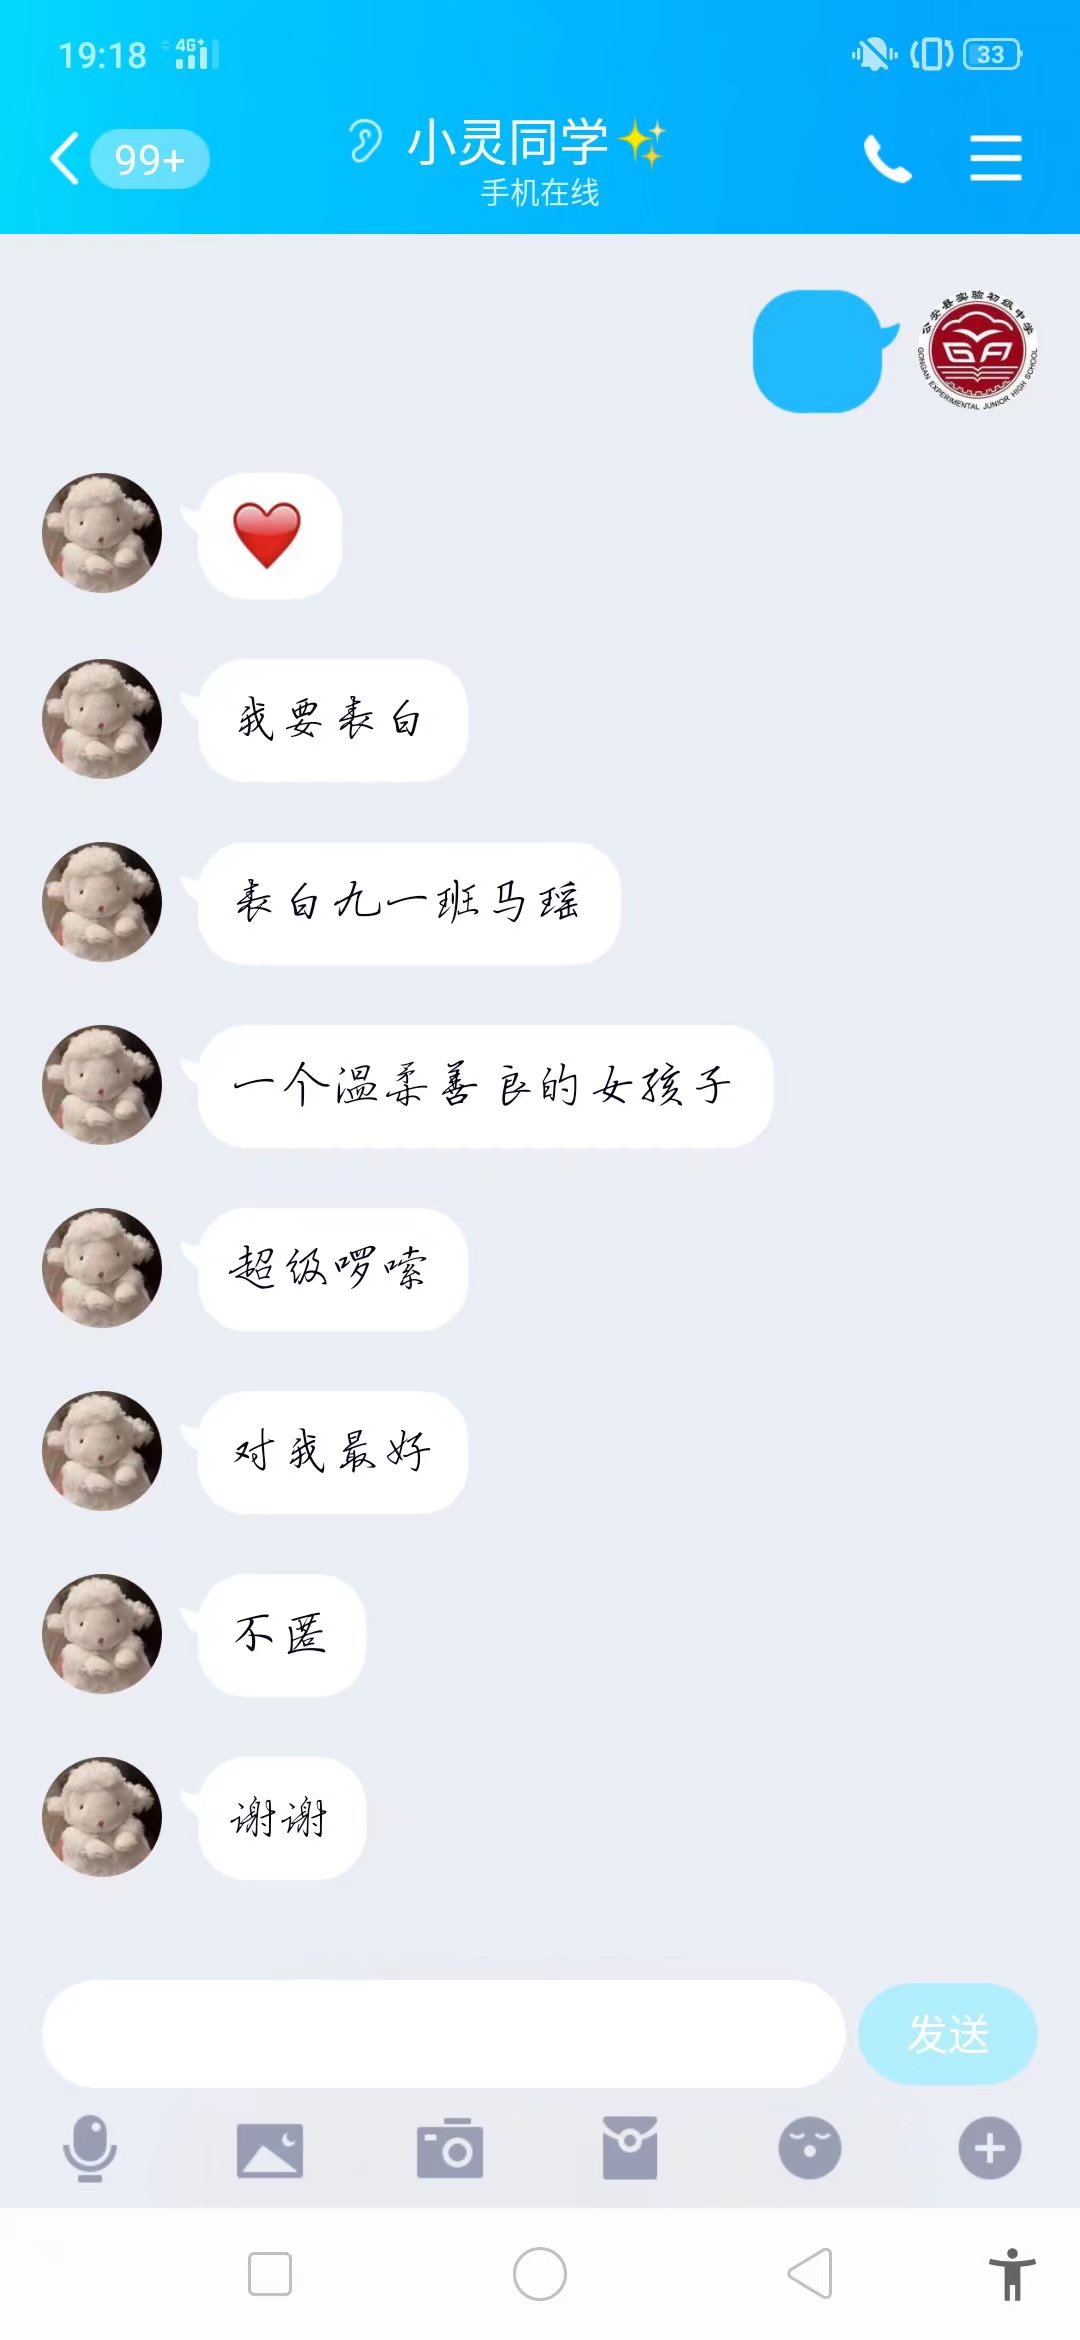 19:18 4G+ 33
99+
小灵同学✨
手机在线
公安县实验初级中学
GA
GONGAN EXPERIMENTAL JUNIOR HIGH SCHOOL
❤️
我要表白
表白九一班马瑶
一个温柔善良的女孩子
超级啰嗦
对我最好
不匿
谢谢
发送